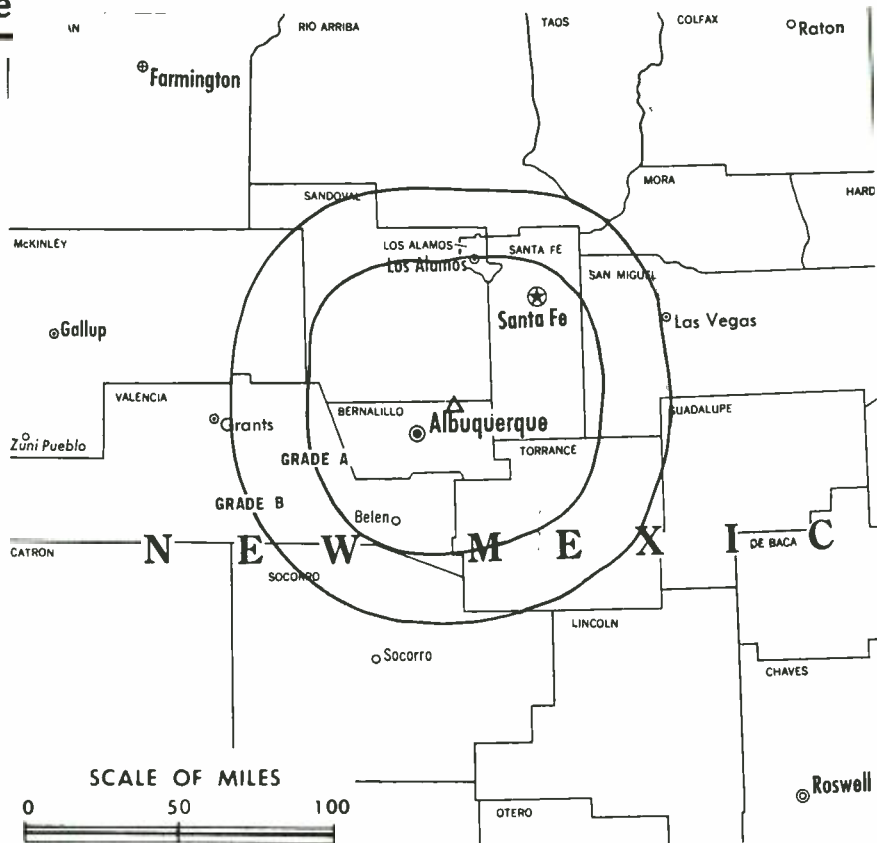 RIO ARRIBA
TAOS
COLFAX
Raton
Farmington
MORA
HARD
SANDOVAL
McKINLEY
LOS ALAMOS
SANTA FE
Los Alamos
SAN MIGUEL
Gallup
Santa Fe
Las Vegas
VALENCIA
BERNALILLO
Albuquerque
GUADALUPE
Grants
Zuni Pueblo
TORRANCE
GRADE A
GRADE B
Belen
N E W M E X I C
CATRON
DE BACA
SOCORRO
LINCOLN
Socorro
CHAVES
SCALE OF MILES
0 50 100
Roswell
OTERO